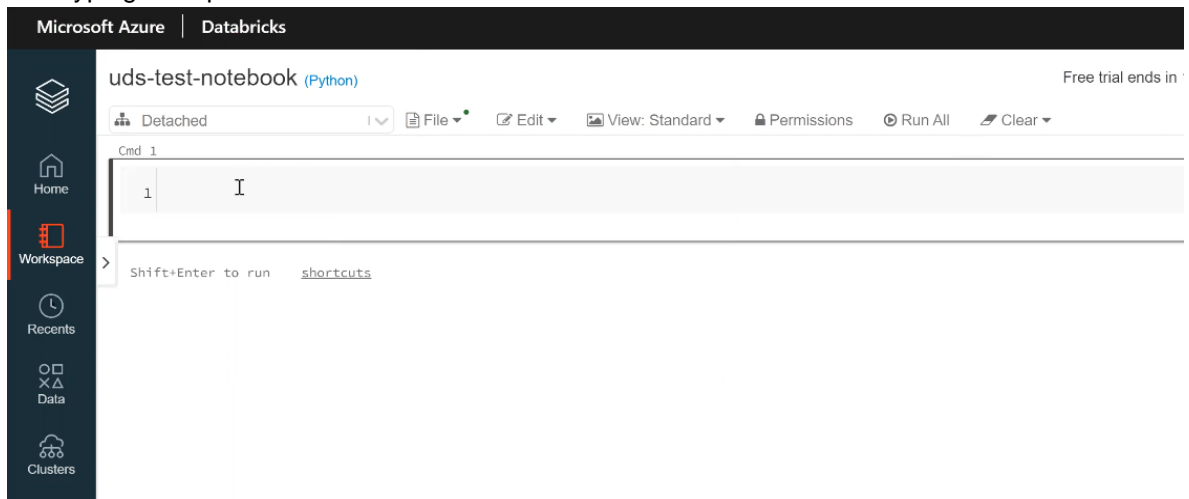 Microsoft Azure Databricks
uds-test-notebook (Python)
Free trial ends in
Detached File Edit View: Standard Permissions Run All Clear
Cmd 1
1
Shift+Enter to run shortcuts
Home
Workspace
Recents
Data
Clusters